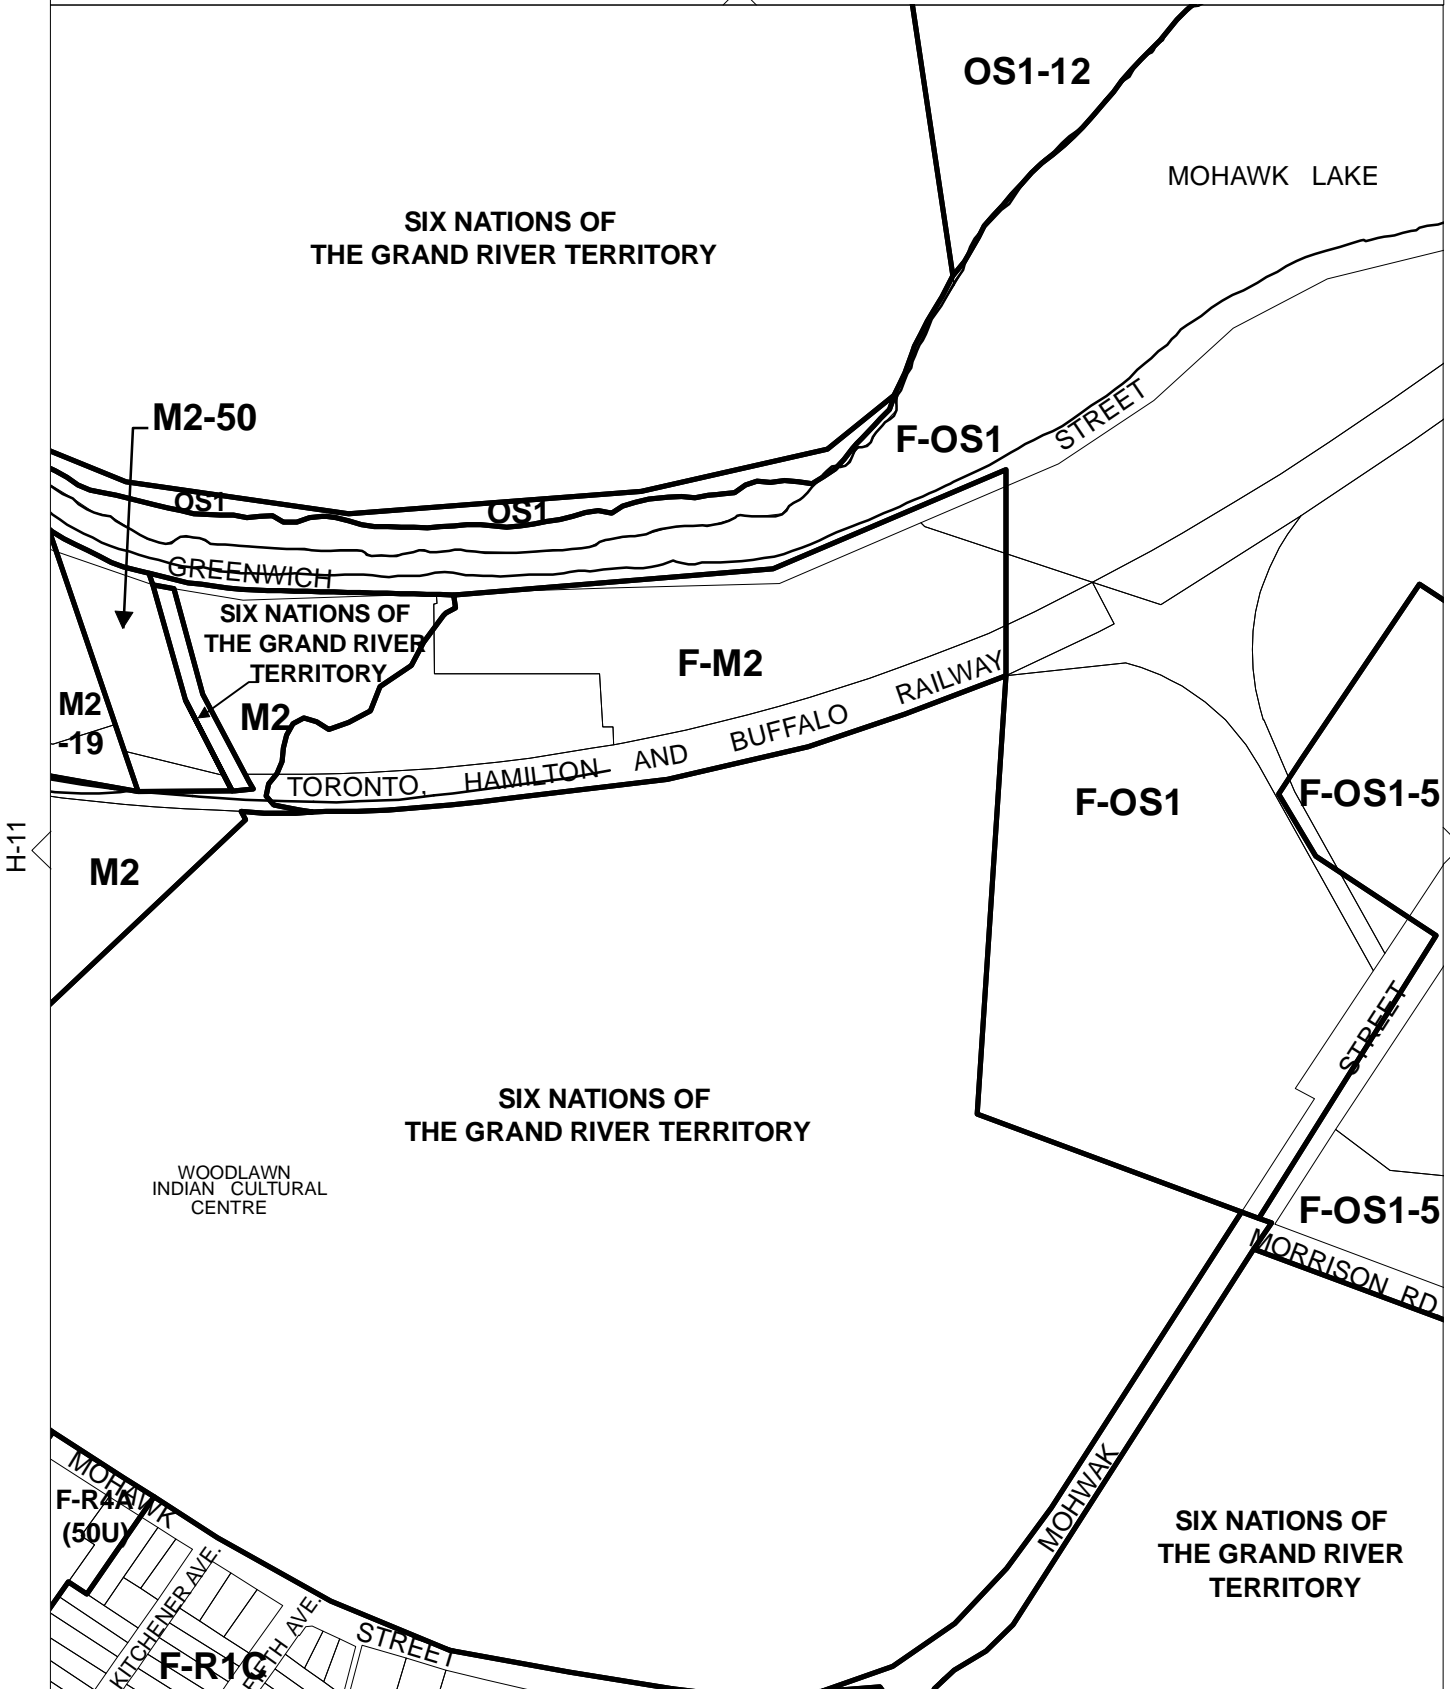 OS1-12
MOHAWK LAKE
SIX NATIONS OF
THE GRAND RIVER TERRITORY
M2-50
F-OS1
STREET
OS1
OS1
GREENWICH
SIX NATIONS OF
THE GRAND RIVER
TERRITORY
F-M2
M2
-19
M2
TORONTO, HAMILTON AND BUFFALO RAILWAY
F-OS1
F-OS1-5
H-11
M2
STREET
SIX NATIONS OF
THE GRAND RIVER TERRITORY
WOODLAWN
INDIAN CULTURAL
CENTRE
F-OS1-5
MORRISON RD
MOHWAK
MOHAWK
F-R4A
(50U)
SIX NATIONS OF
THE GRAND RIVER
TERRITORY
KITCHENER AVE.
FIFTH AVE.
STREET
F-R1C